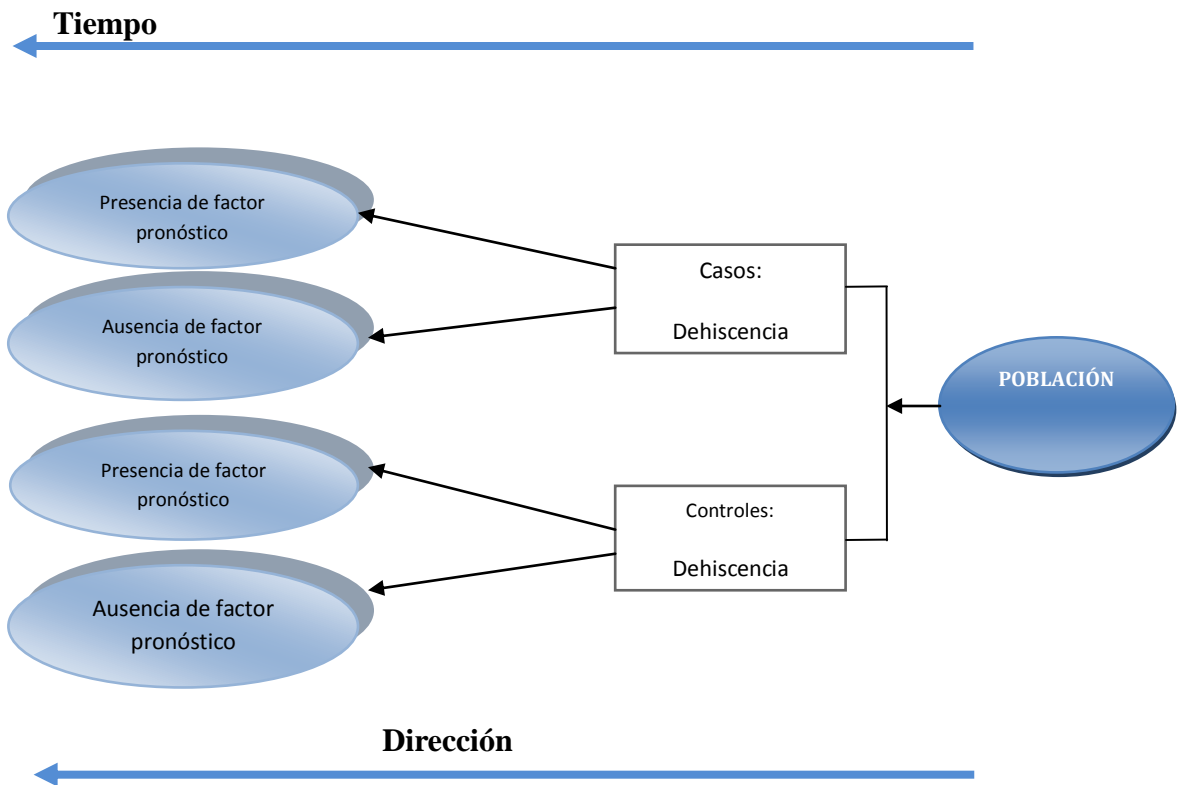 Tiempo
Presencia de factor
pronóstico
Ausencia de factor
pronóstico
Presencia de factor
pronóstico
Ausencia de factor
pronóstico
Casos:
Dehiscencia
Controles:
Dehiscencia
POBLACIÓN
Dirección